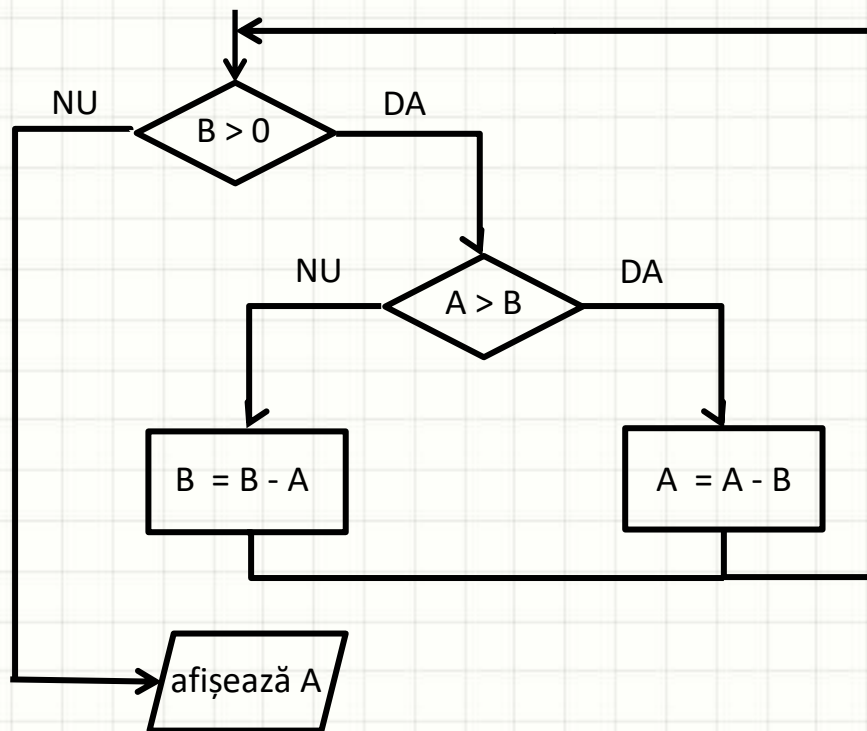 NU
DA
B > 0
NU
DA
A > B
B = B - A
A = A - B
afișează A